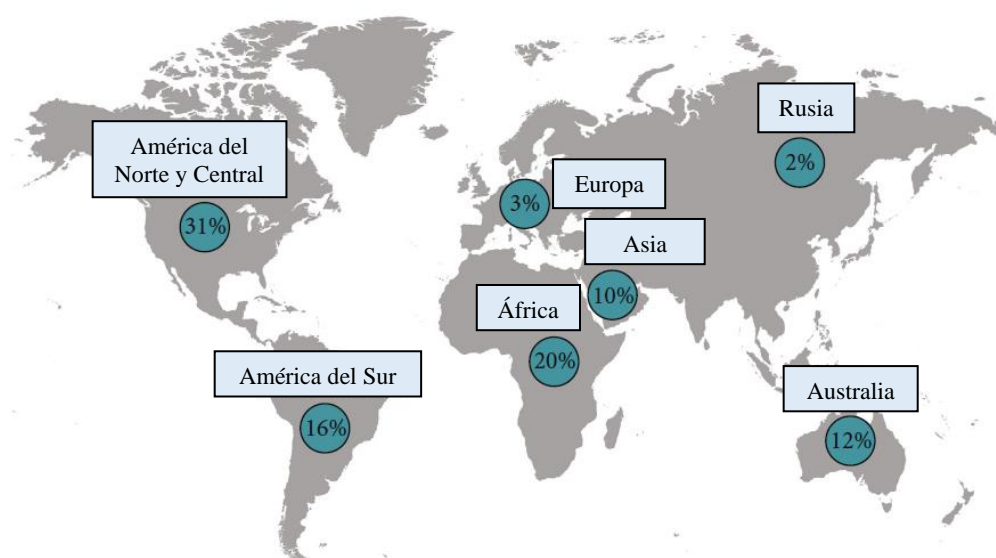 América del
Norte y Central
31%
Rusia
2%
Europa
3%
Asia
10%
África
20%
América del Sur
16%
Australia
12%